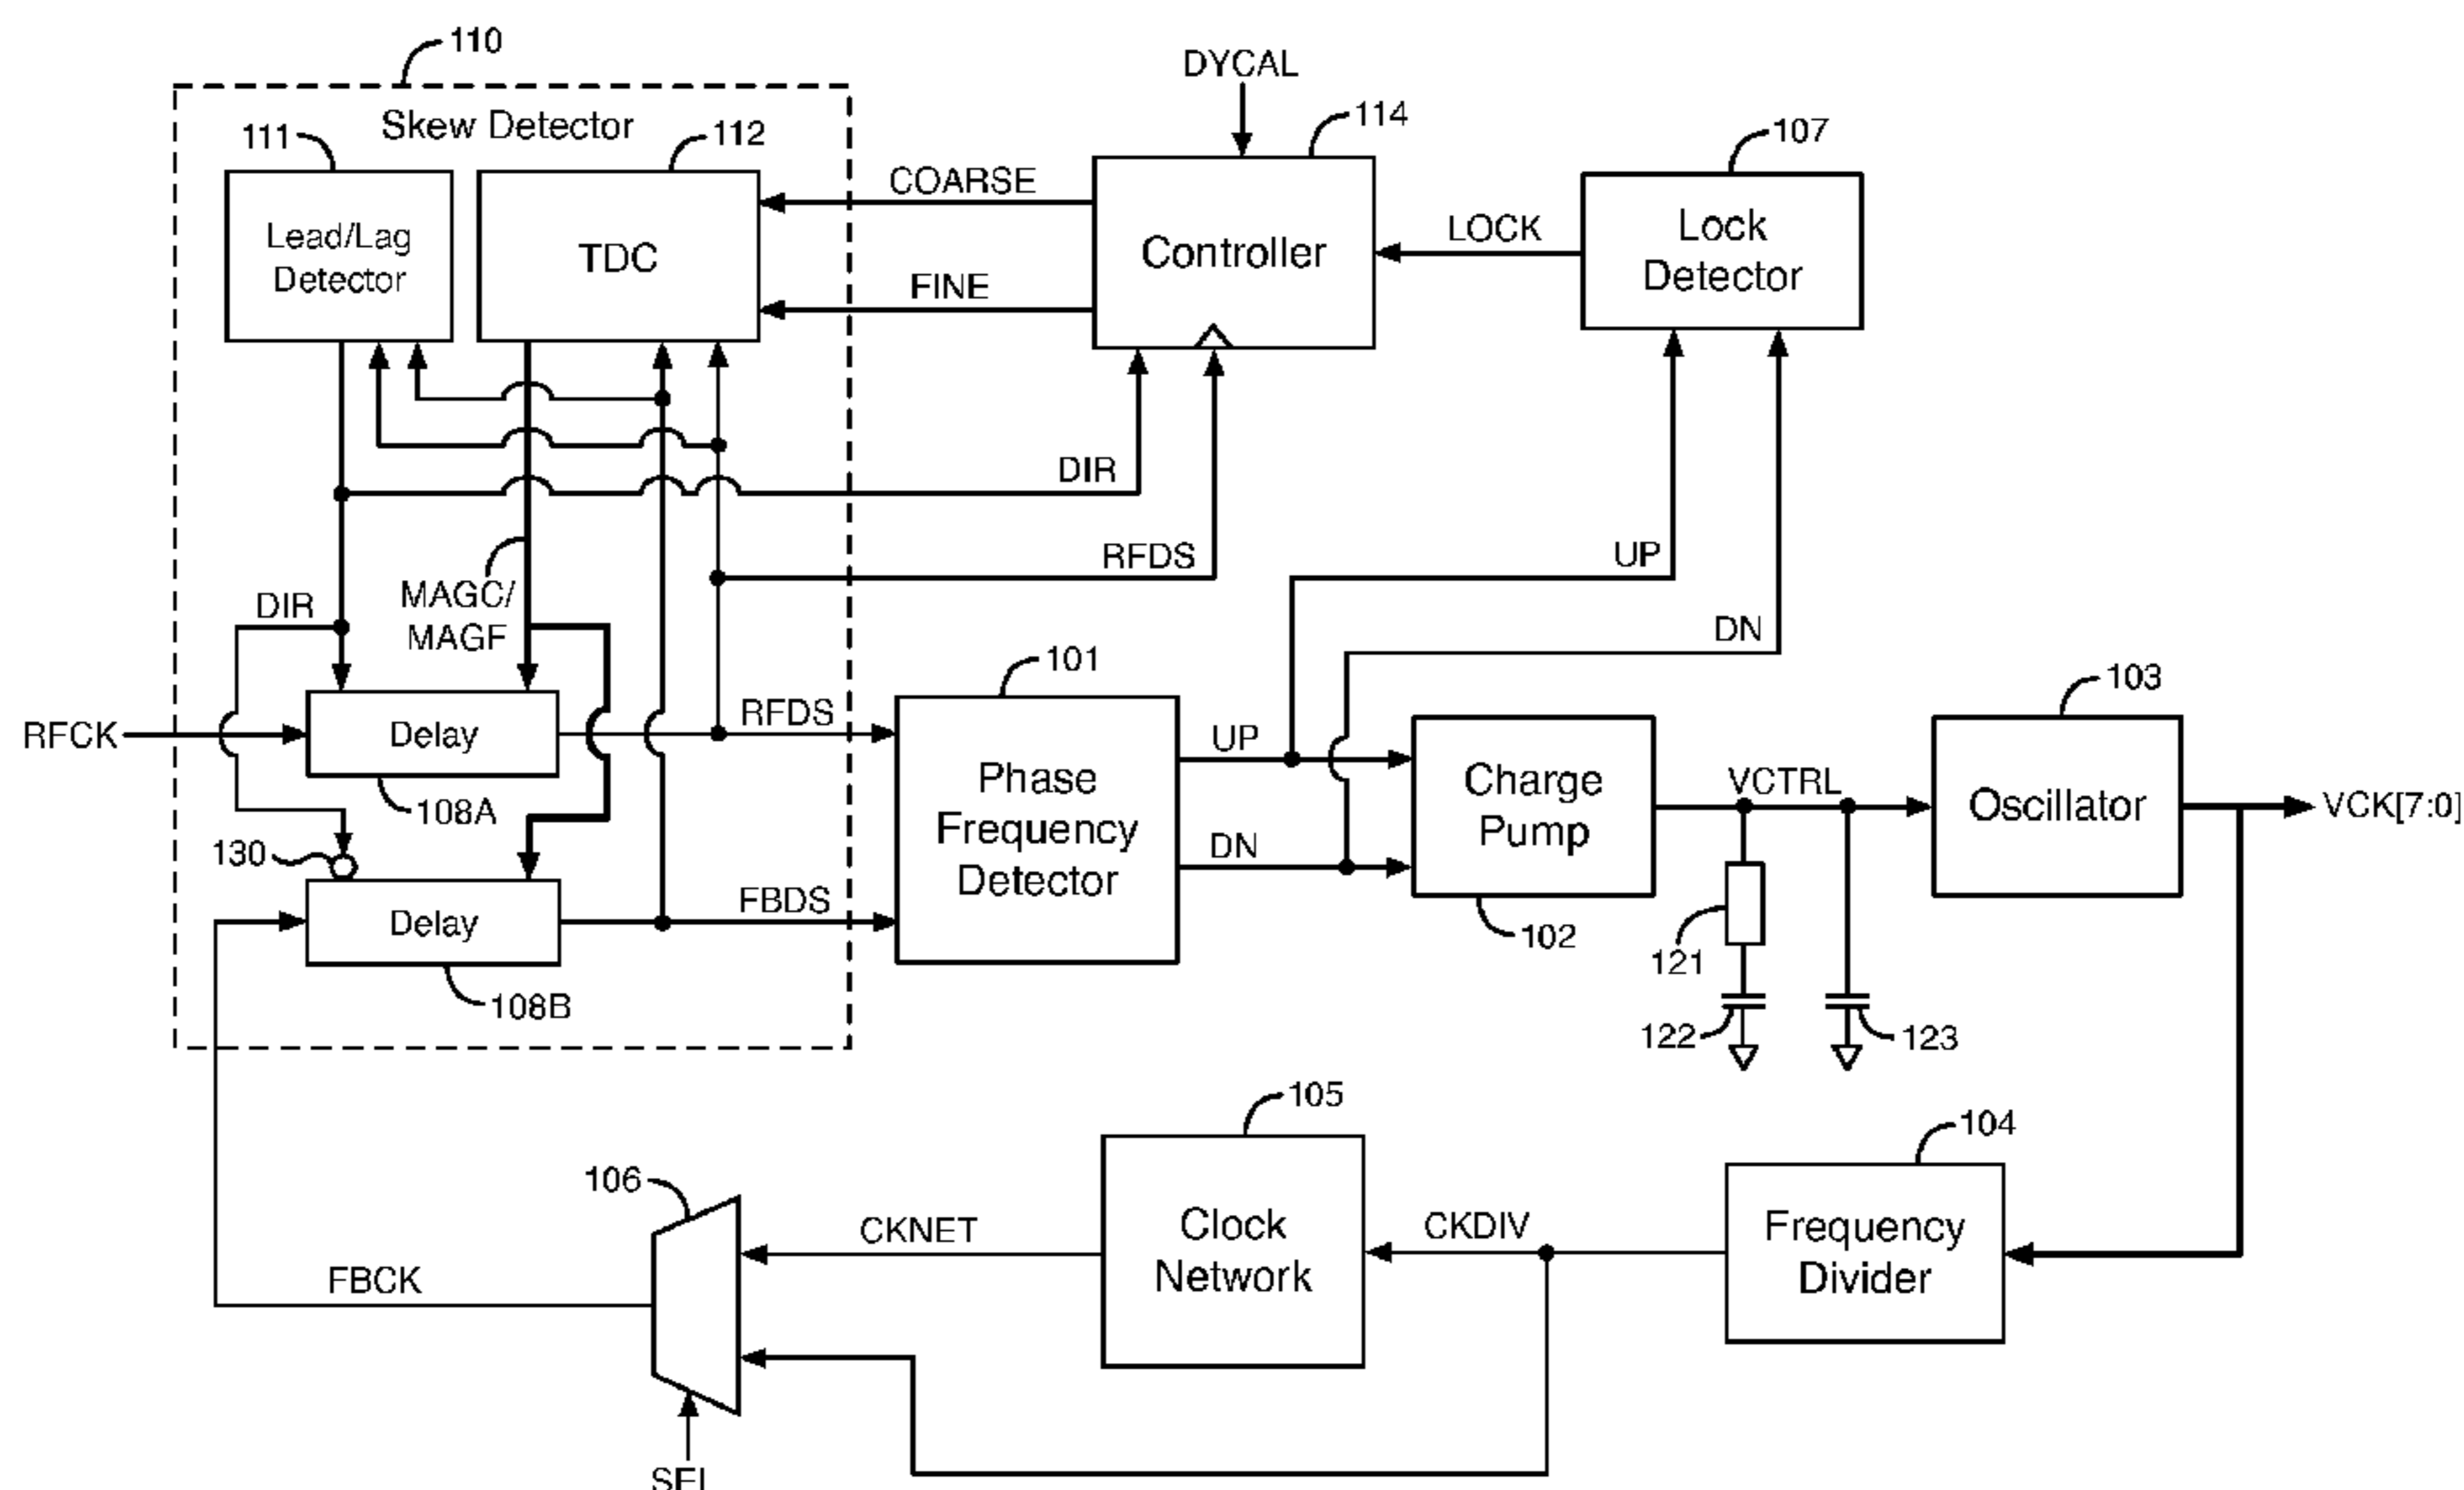 110
DYCAL
Skew Detector
111
112
114
107
COARSE
Lead/Lag
Detector
TDC
Controller
LOCK
Lock
Detector
FINE
DIR
RFDS
UP
MAGC/
MAGF
DIR
DN
101
103
RFCK
Delay
RFDS
UP
108A
Phase
Frequency
Detector
Charge
Pump
VCTRL
Oscillator
VCK[7:0]
130
DN
Delay
FBDS
102
121
108B
122
123
105
104
106
CKNET
Clock
Network
CKDIV
Frequency
Divider
FBCK